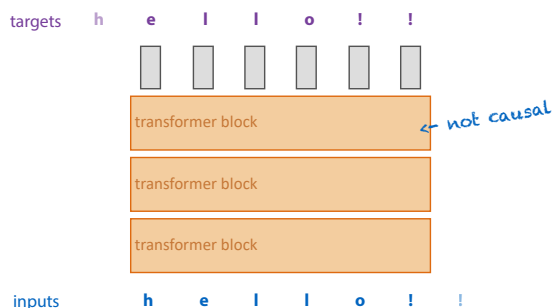 targets h e l l o ! !
transformer block
← not causal
transformer block
transformer block
inputs h e l l o ! !